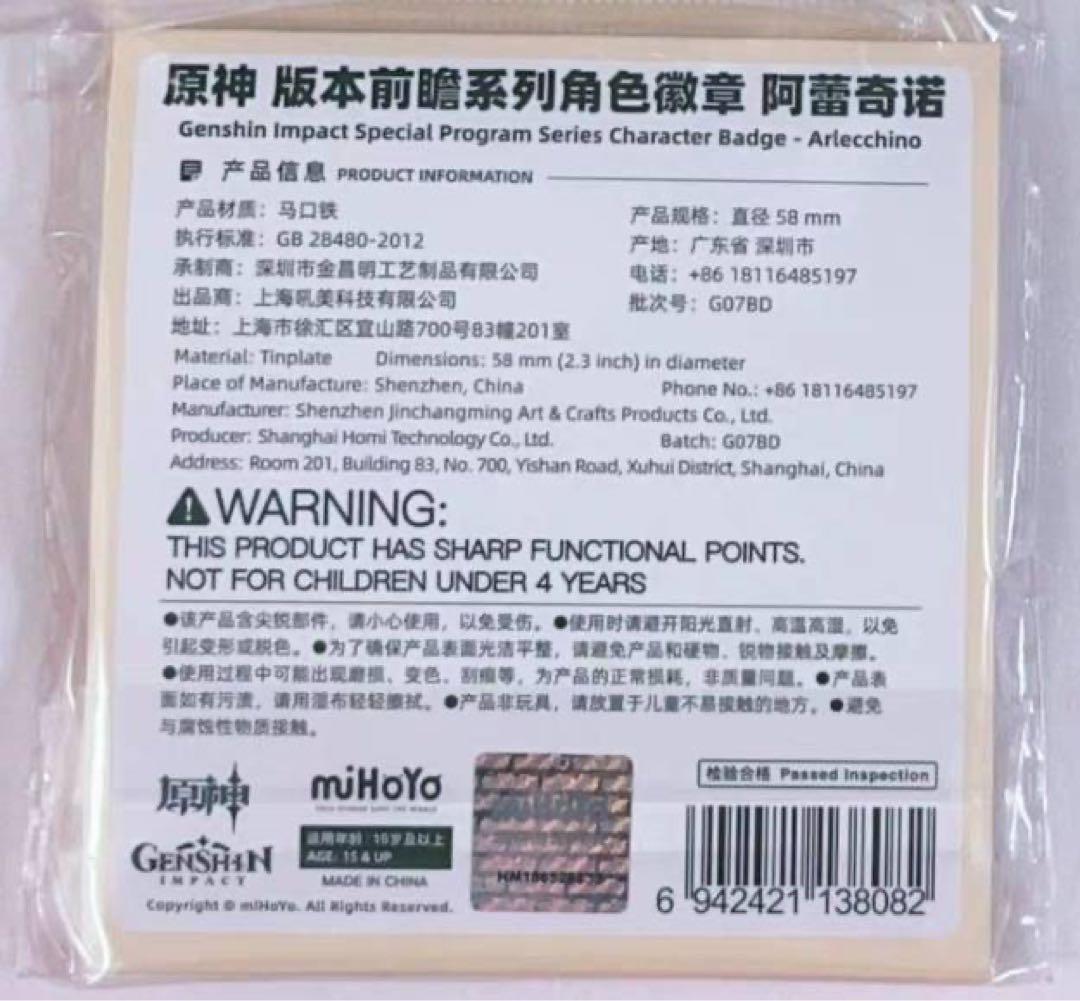 原神 版本前瞻系列角色徽章 阿蕾奇诺
Genshin Impact Special Program Series Character Badge - Arlecchino
产品信息 PRODUCT INFORMATION
产品材质：马口铁
产品规格：直径 58 mm
执行标准：GB 28480-2012
产地：广东省 深圳市
承制商：深圳市金昌明工艺制品有限公司
电话：+86 18116485197
出品商：上海吼美科技有限公司
批次号：G07BD
地址：上海市徐汇区宜山路700号83幢201室
Material: Tinplate Dimensions: 58 mm (2.3 inch) in diameter
Place of Manufacture: Shenzhen, China Phone No.: +86 18116485197
Manufacturer: Shenzhen Jinchangming Art & Crafts Products Co., Ltd.
Producer: Shanghai Homi Technology Co., Ltd. Batch: G07BD
Address: Room 201, Building 83, No. 700, Yishan Road, Xuhui District, Shanghai, China
WARNING:
THIS PRODUCT HAS SHARP FUNCTIONAL POINTS.
NOT FOR CHILDREN UNDER 4 YEARS
●该产品含尖锐部件，请小心使用，以免受伤。●使用时请避开阳光直射、高温高湿，以免
引起变形或脱色。●为了确保产品表面光洁平整，请避免产品和硬物、锐物接触及摩擦。
●使用过程中可能出现磨损、变色、刮痕等，为产品的正常损耗，非质量问题。●产品表
面如有污渍，请用湿布轻轻擦拭。●产品非玩具，请放置于儿童不易接触的地方。●避免
与腐蚀性物质接触。
原神
GENSHIN
IMPACT
miHoYo
TECH OTAKUS SAVE THE WORLD
适用年龄：15岁及以上
AGE: 15 & UP
MADE IN CHINA
Copyright © miHoYo. All Rights Reserved.
检验合格 Passed Inspection
6 942421 138082